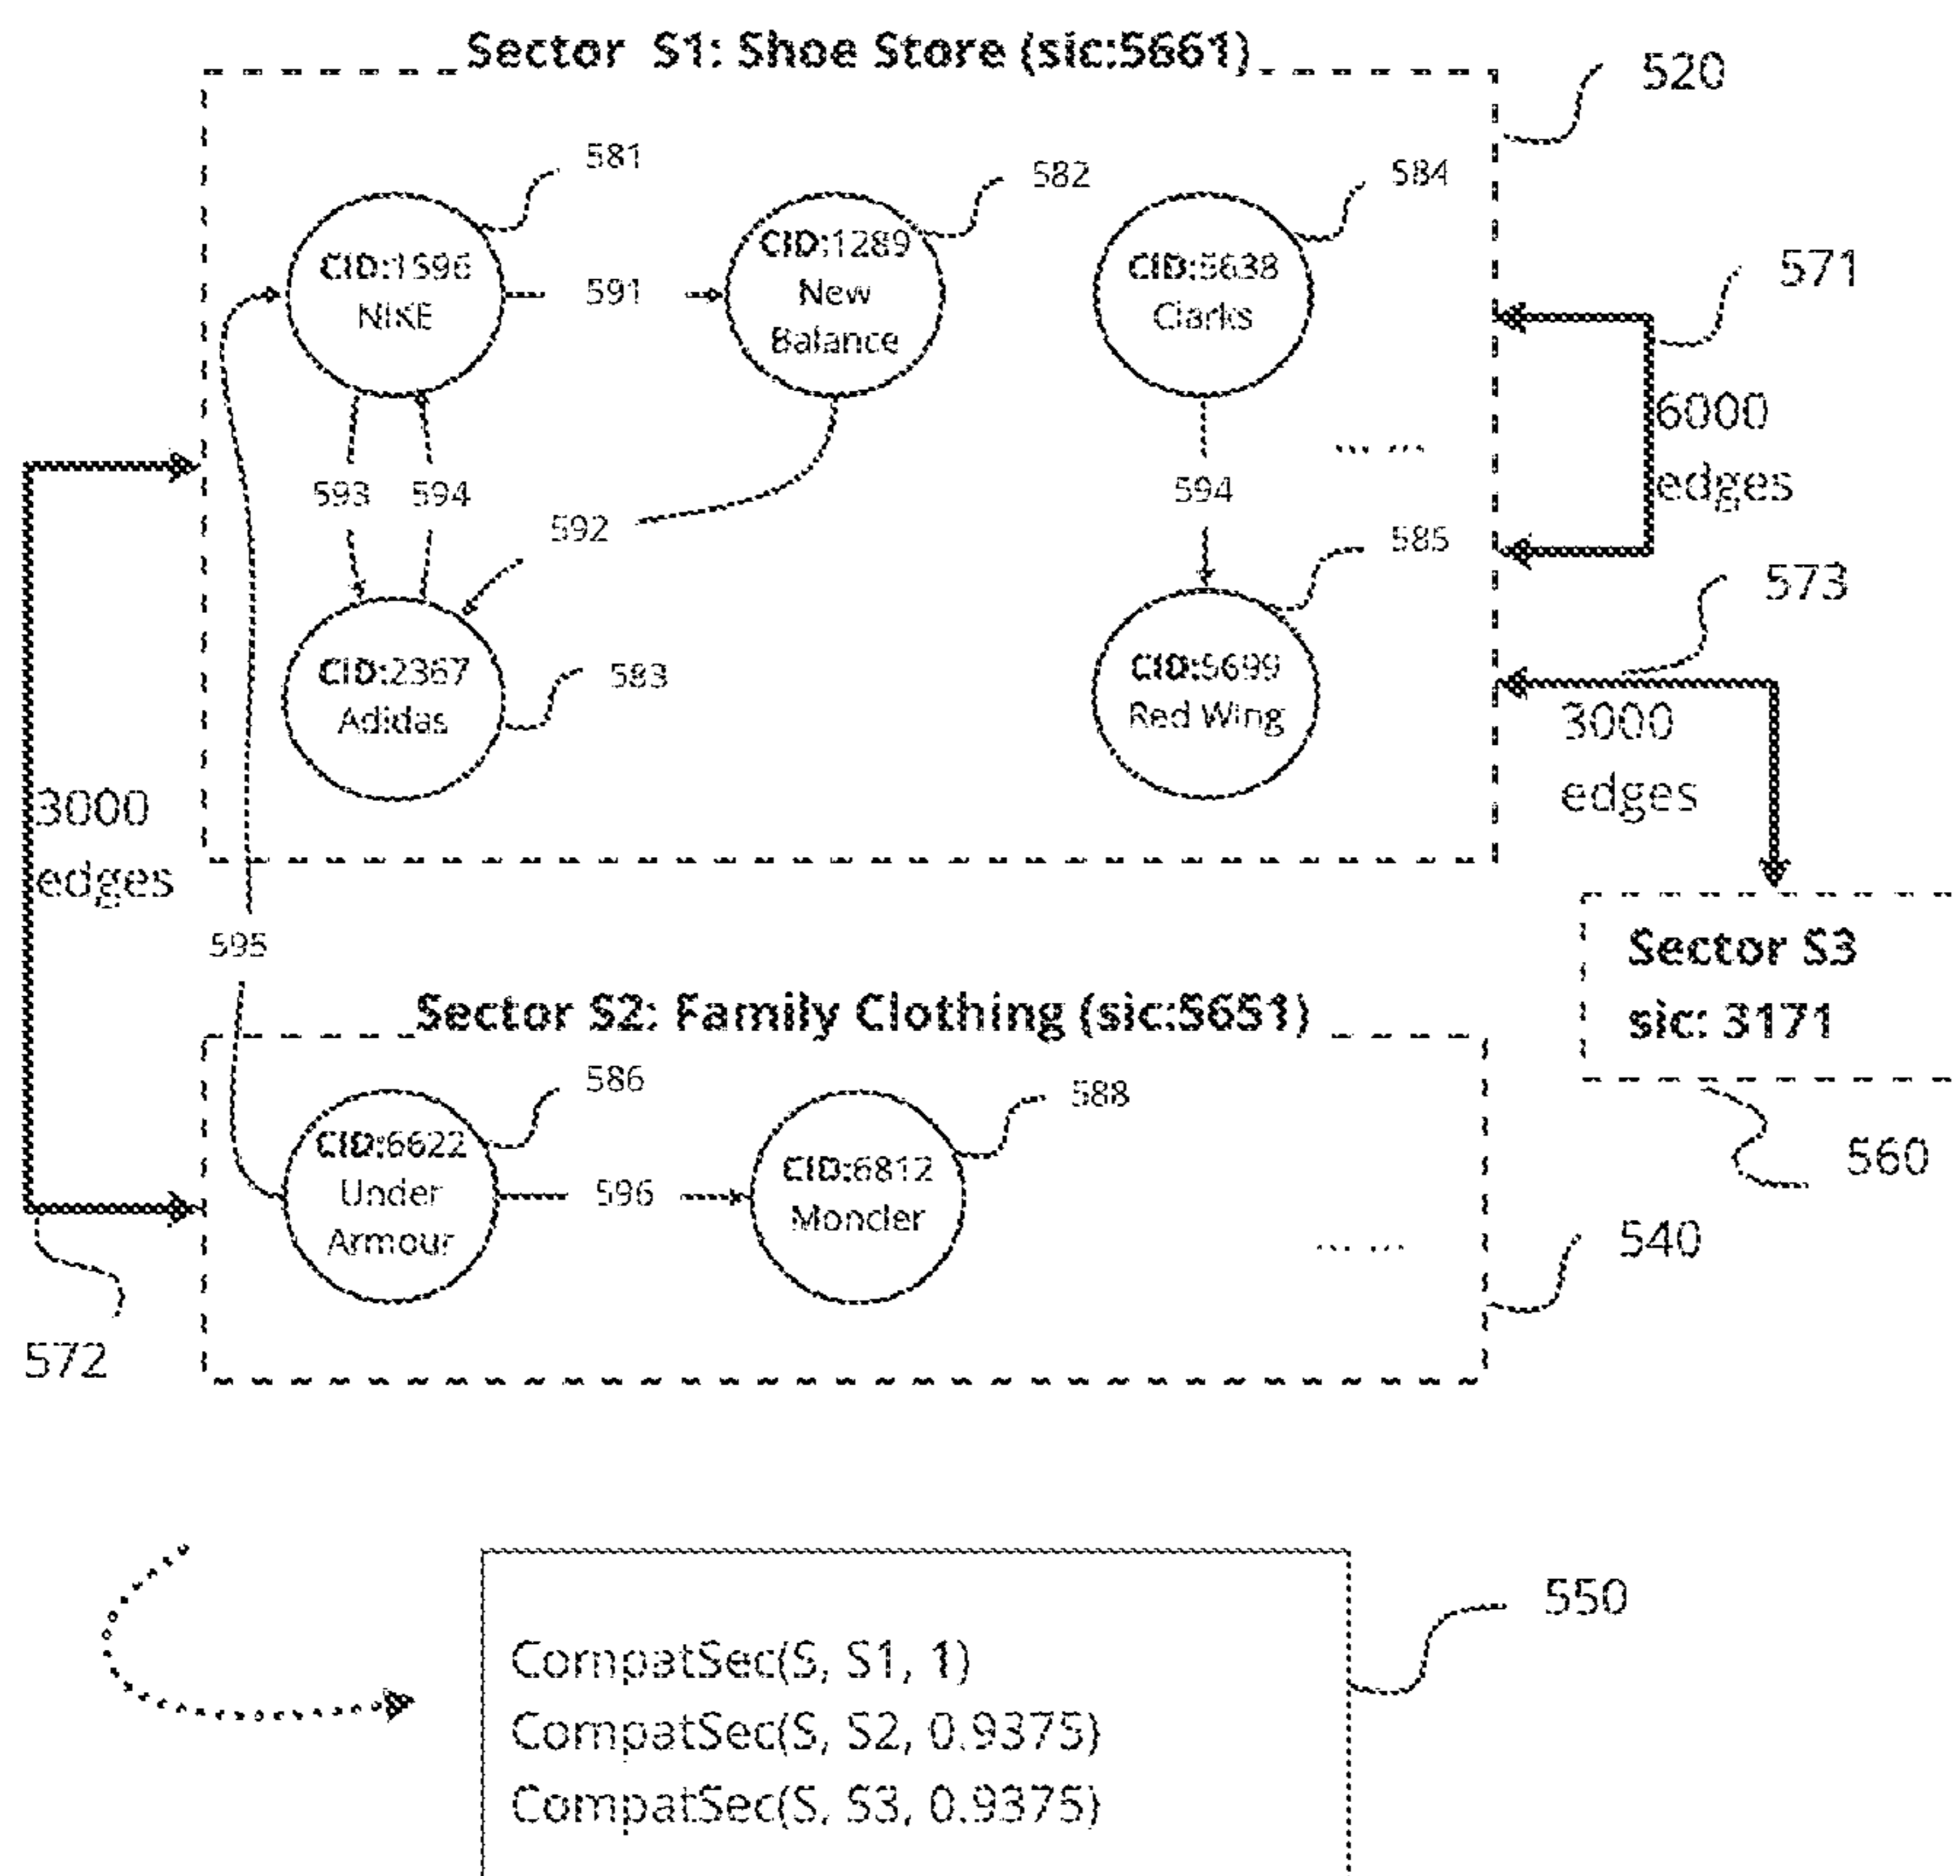 Sector S1: Shoe Store (sic:5661)
520
581
582
584
CID:1596
NIKE
591
CID:1289
New
Balance
CID:5638
Clarks
571
6000
edges
593
594
592
594
.....
585
573
CID:2367
Adidas
583
CID:5699
Red Wing
3000
edges
3000
edges
595
Sector S3
sic: 3171
560
Sector S2: Family Clothing (sic:5651)
586
588
CID:6622
Under
Armour
596
CID:6812
Moncler
.....
540
572
550
CompatSec(S, S1, 1)
CompatSec(S, S2, 0.9375)
CompatSec(S, S3, 0.9375)